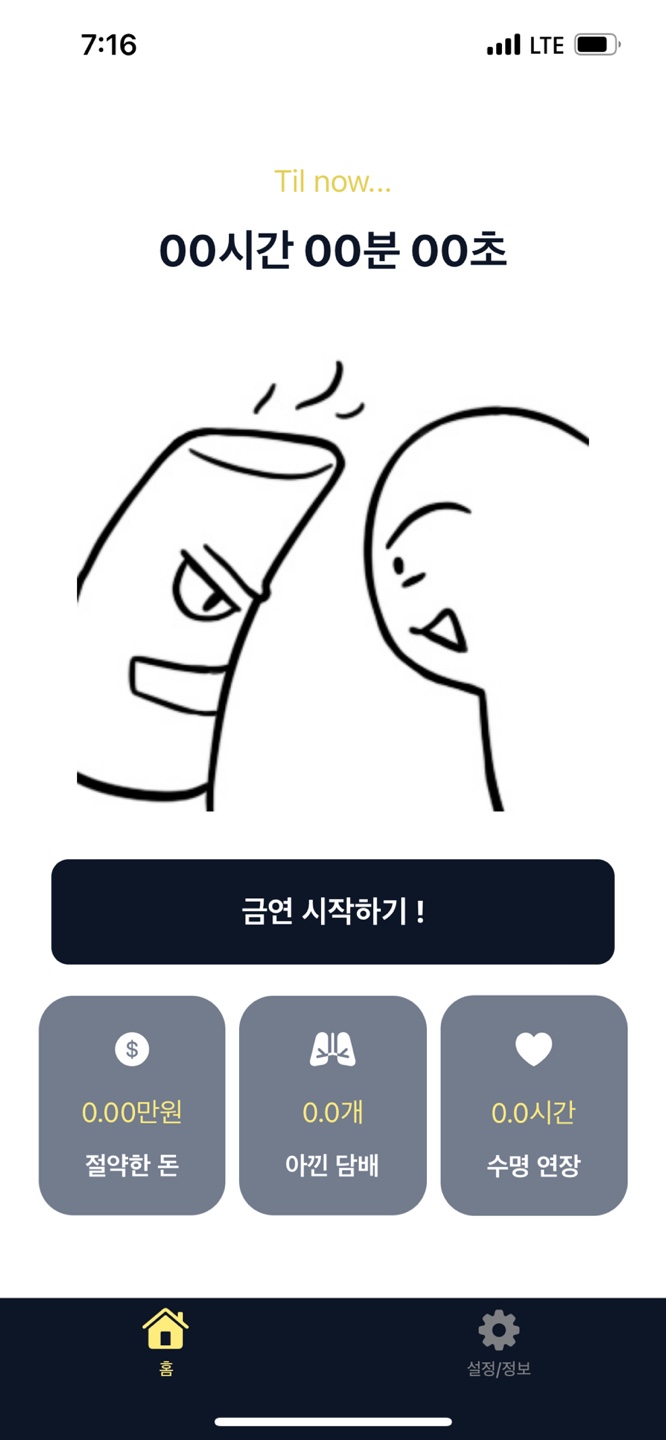 7:16
LTE
Til now...
00시간 00분 00초
금연 시작하기 !
$
0.00만원
0.0개
0.0시간
절약한 돈
아낀 담배
수명 연장
홈
설정/정보